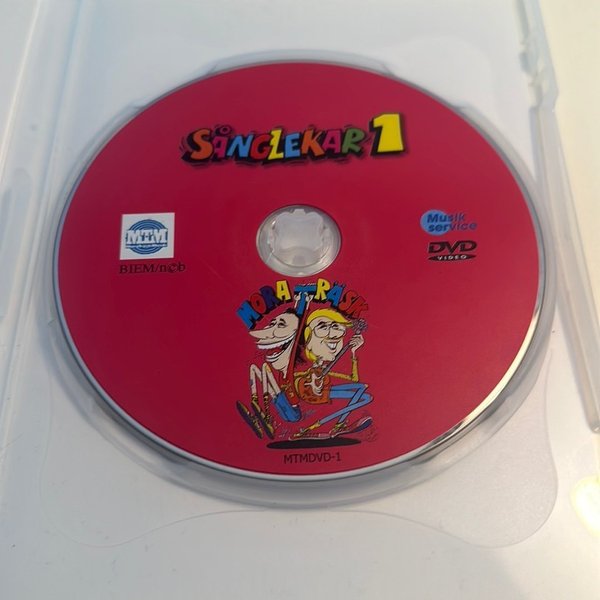 SÅNGLEKAR 1
MTM
BIEM/ncb
Musik
service
DVD
VIDEO
MORA TRÄSK
MTMDVD-1